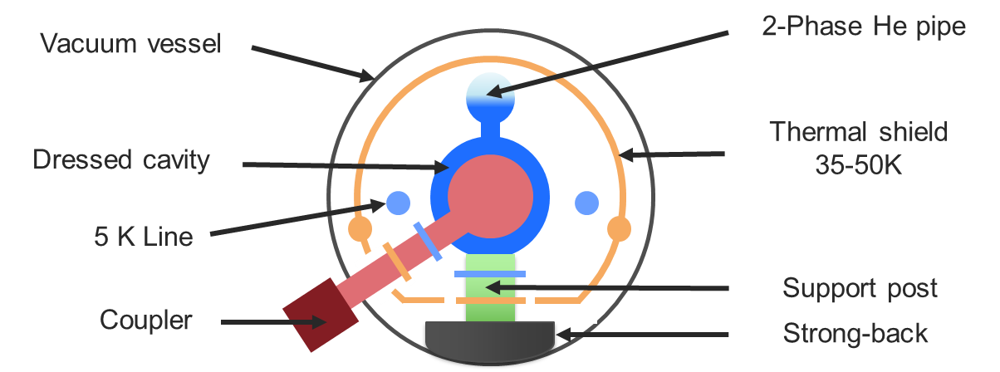 2-Phase He pipe
Vacuum vessel
Thermal shield
35-50K
Dressed cavity
5 K Line
Support post
Coupler
Strong-back